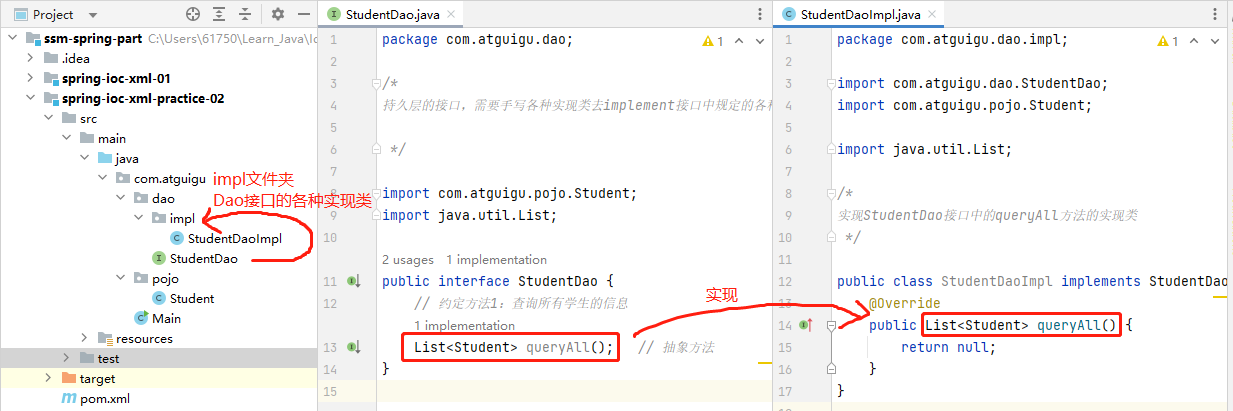 Project
ssm-spring-part C:\Users\61750\Learn_Java\Io
.idea
spring-ioc-xml-01
spring-ioc-xml-practice-02
src
main
java
com.atguigu
dao
impl
StudentDaoImpl
StudentDao
pojo
Student
Main
resources
test
target
pom.xml
impl文件夹
Dao接口的各种实现类
StudentDao.java
1 package com.atguigu.dao;
1
2
3 /*
4 持久层的接口，需要手写各种实现类去implement接口中规定的各种
5
6 */
7
8 import com.atguigu.pojo.Student;
9 import java.util.List;
10
2 usages 1 implementation
11 public interface StudentDao {
12 // 约定方法1：查询所有学生的信息
1 implementation
13 List<Student> queryAll(); // 抽象方法
14 }
15
实现
StudentDaoImpl.java
1 package com.atguigu.dao.impl;
1
2
3 import com.atguigu.dao.StudentDao;
4 import com.atguigu.pojo.Student;
5
6 import java.util.List;
7
8 /*
9 实现StudentDao接口中的queryAll方法的实现类
10 */
11
12 public class StudentDaoImpl implements StudentDao
13 @Override
14 public List<Student> queryAll() {
15 return null;
16 }
17 }